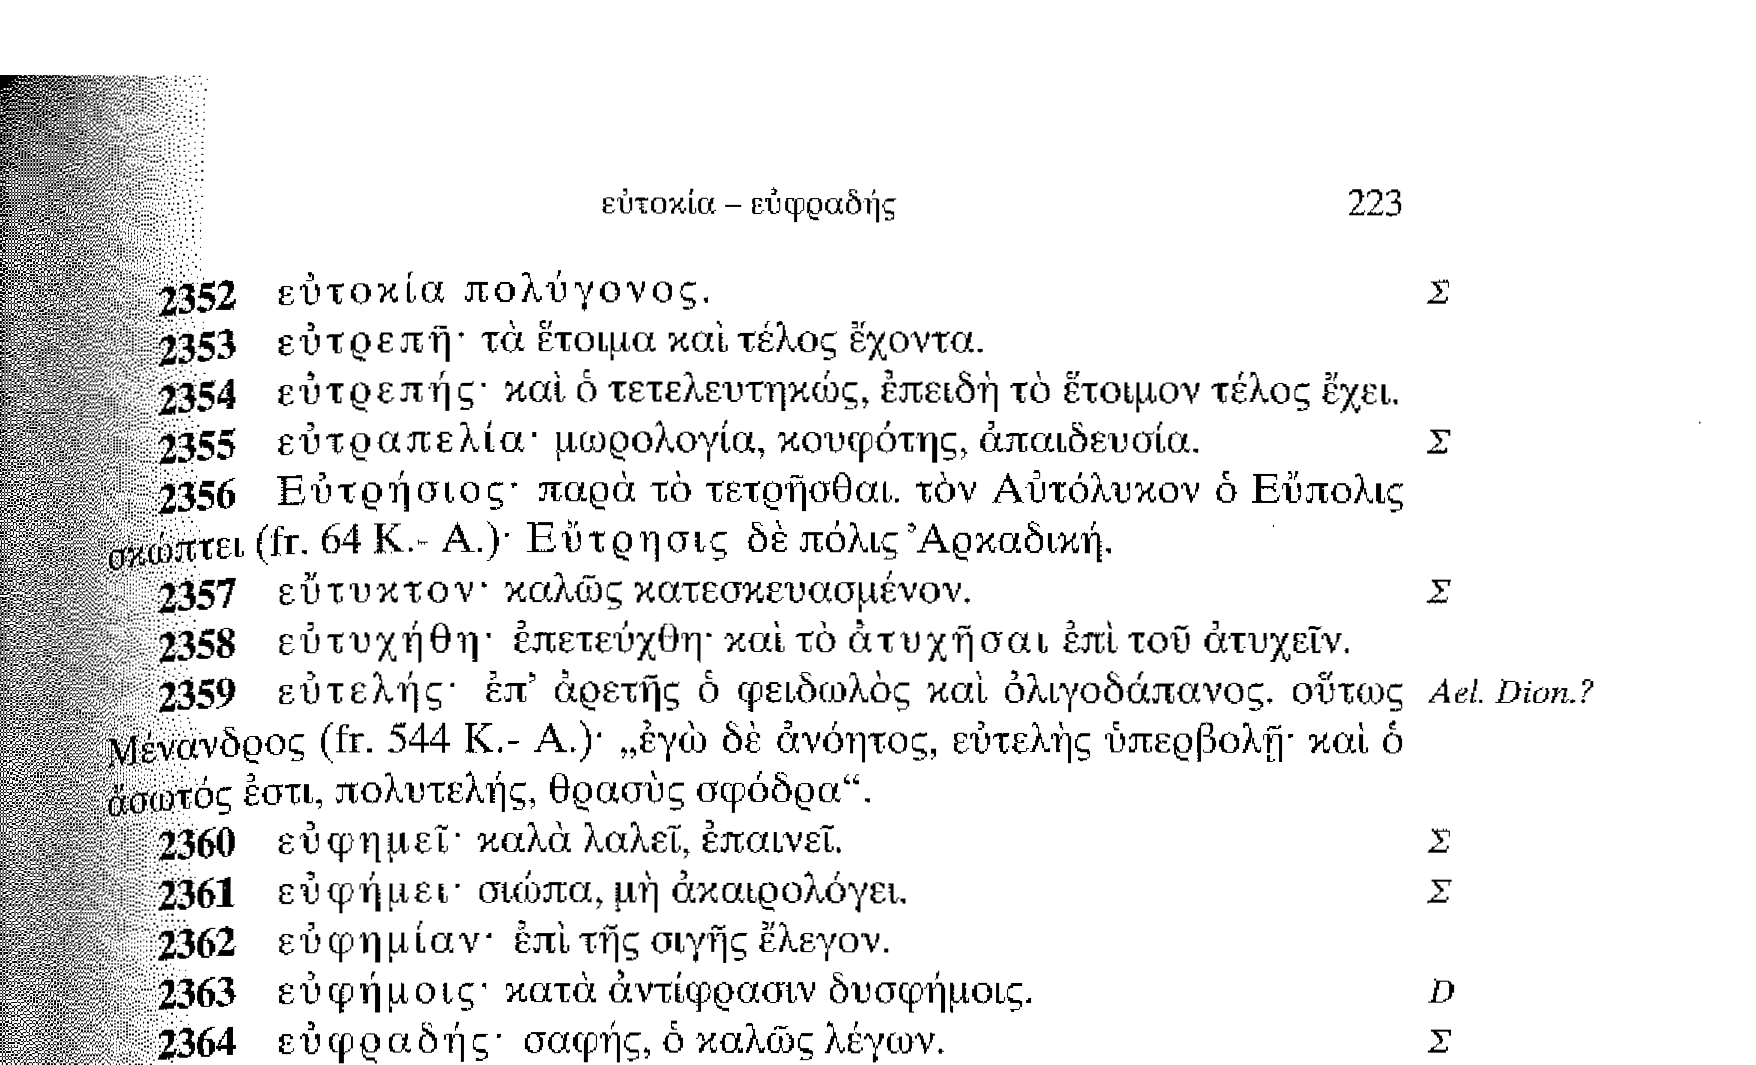 εὐτοκία – εὐφραδής 223
2352 εὐτοκία πολύγονος. Σ
2353 εὐτρεπῆ· τὰ ἕτοιμα καὶ τέλος ἔχοντα.
2354 εὐτρεπής· καὶ ὁ τετελευτηκώς, ἐπειδὴ τὸ ἕτοιμον τέλος ἔχει.
2355 εὐτραπελία· μωρολογία, κουφότης, ἀπαιδευσία. Σ
2356 Εὐτρήσιος· παρὰ τὸ τετρῆσθαι. τὸν Αὐτόλυκον ὁ Εὔπολις
σκώπτει (fr. 64 K.- A.)· Εὔτρησις δὲ πόλις Ἀρκαδική.
2357 εὔτυκτον· καλῶς κατεσκευασμένον. Σ
2358 εὐτυχήθη· ἐπετεύχθη· καὶ τὸ ἀτυχῆσαι ἐπὶ τοῦ ἀτυχεῖν.
2359 εὐτελής· ἐπ’ ἀρετῆς ὁ φειδωλὸς καὶ ὀλιγοδάπανος. οὕτως Ael. Dion.?
Μένανδρος (fr. 544 K.- A.)· „ἐγὼ δὲ ἀνόητος, εὐτελὴς ὑπερβολῇ· καὶ ὁ
ἄσωτός ἐστι, πολυτελής, θρασὺς σφόδρα“.
2360 εὐφημεῖ· καλὰ λαλεῖ, ἐπαινεῖ. Σ
2361 εὐφήμει· σιώπα, μὴ ἀκαιρολόγει. Σ
2362 εὐφημίαν· ἐπὶ τῆς σιγῆς ἔλεγον.
2363 εὐφήμοις· κατὰ ἀντίφρασιν δυσφήμοις. D
2364 εὐφραδής· σαφής, ὁ καλῶς λέγων. Σ